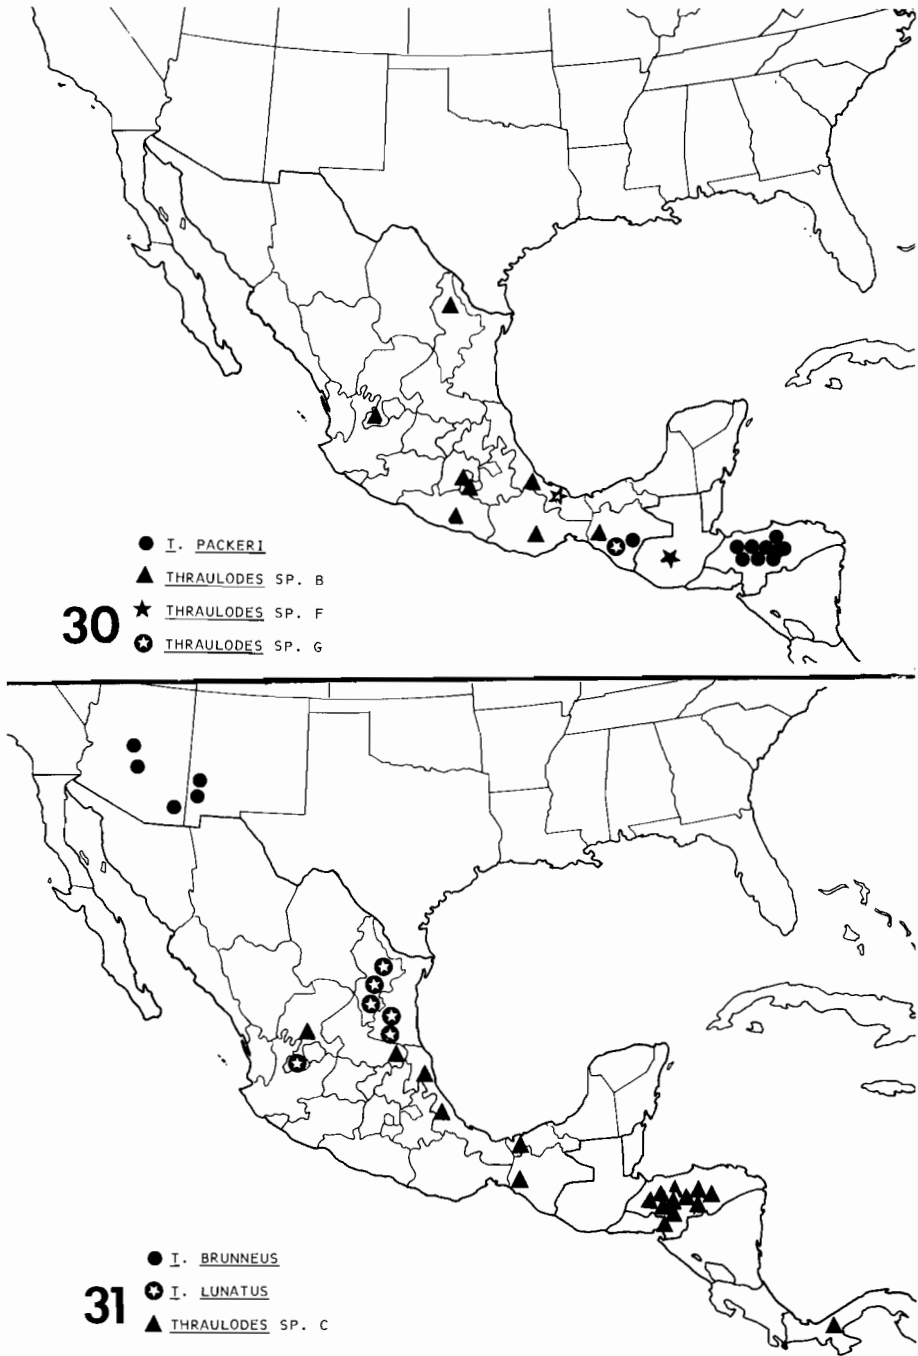 T. PACKERI
THRAULODES SP. B
THRAULODES SP. F
THRAULODES SP. G
30
T. BRUNNEUS
T. LUNATUS
THRAULODES SP. C
31